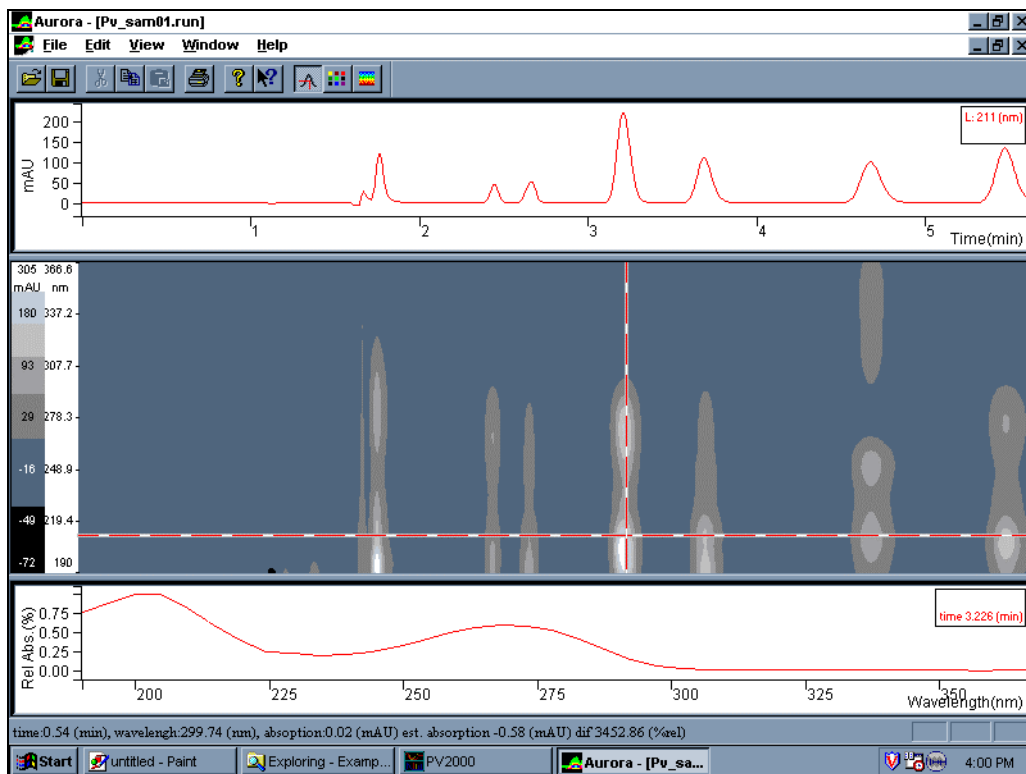 Aurora - [Pv_sam01.run]
File Edit View Window Help
L: 211 (nm)
200
150
100
50
0
mAU
1 2 3 4 5
Time(min)
305 366.6
mAU nm
180 337.2
93 307.7
29 278.3
-16 248.9
-49 219.4
-72 190
time 3.226 (min)
0.75
0.50
0.25
0.00
Rel Abs.(%)
200 225 250 275 300 325 350
Wavelength(nm)
time:0.54 (min), wavelengh:299.74 (nm), absoption:0.02 (mAU) est. absorption -0.58 (mAU) dif 3452.86 (%rel)
Start untitled - Paint Exploring - Examp... PV2000 Aurora - [Pv_sa... 4:00 PM